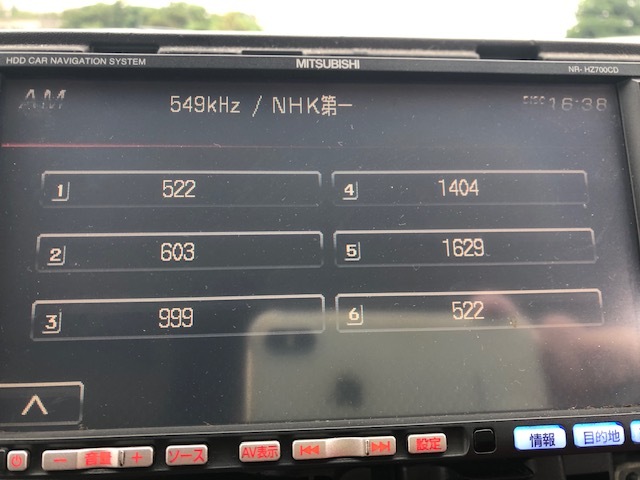 HDD CAR NAVIGATION SYSTEM
MITSUBISHI
NR-HZ700CD
AM
549kHz / NHK第一
DISC 16:38
1 522
4 1404
2 603
5 1629
3 999
6 522
− 音量 +
ソース
AV表示
設定
情報
目的地